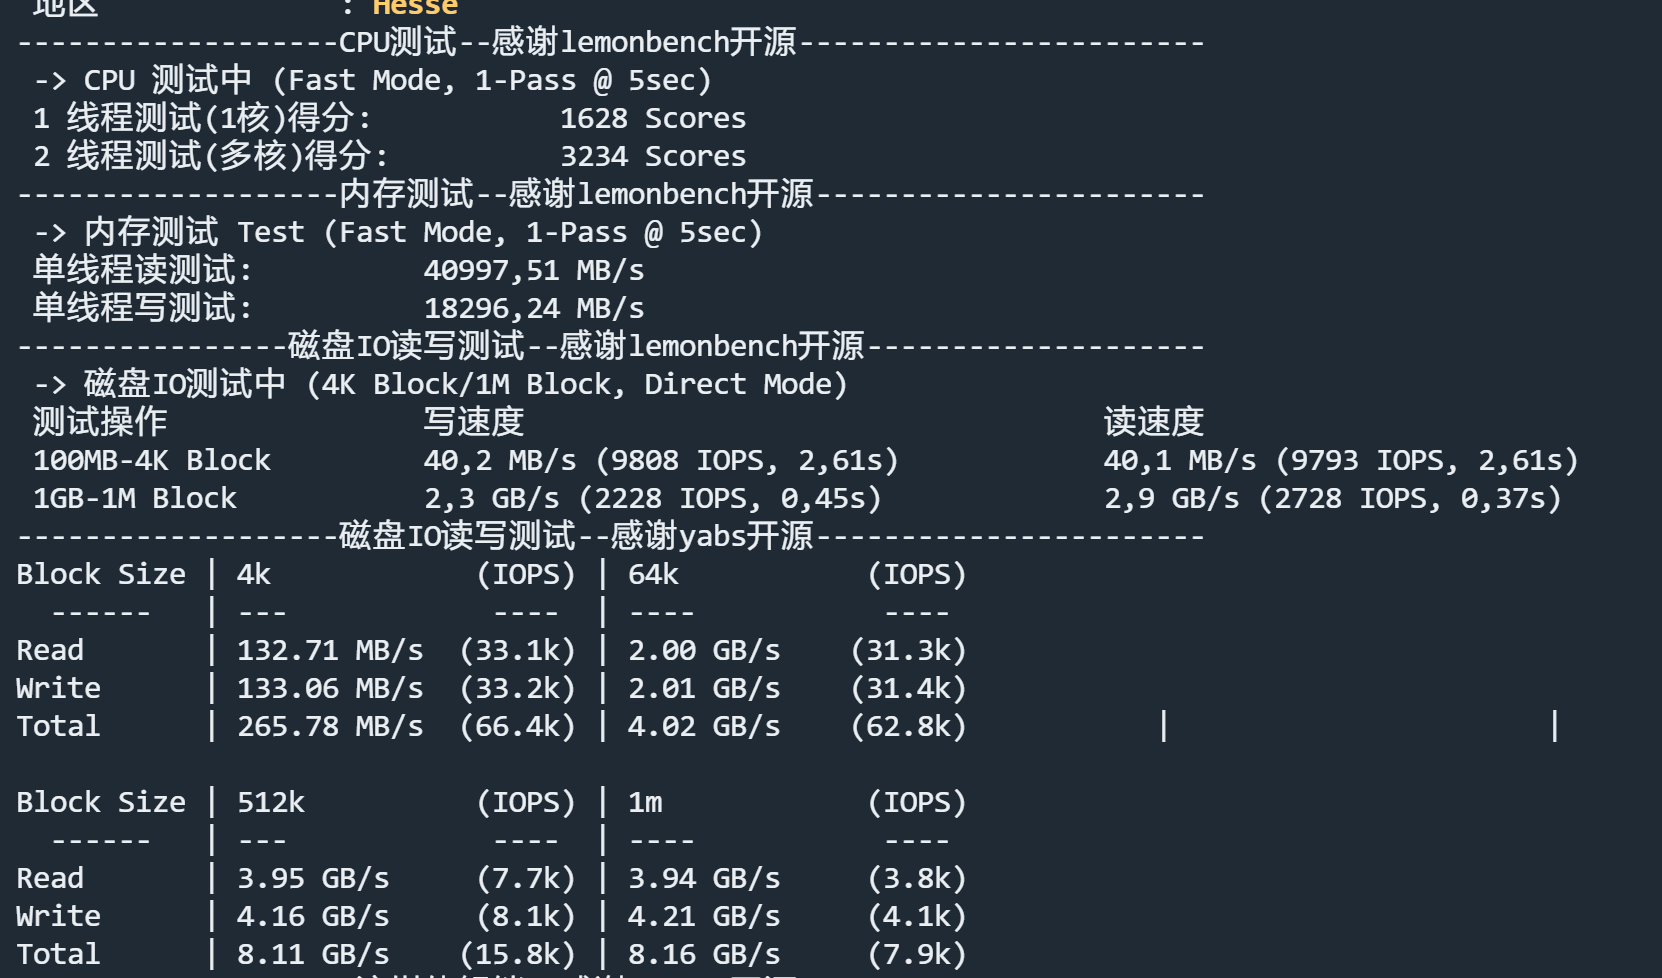 地区 : Hesse
-------------------CPU测试--感谢lemonbench开源------------------------
-> CPU 测试中 (Fast Mode, 1-Pass @ 5sec)
1 线程测试(1核)得分: 1628 Scores
2 线程测试(多核)得分: 3234 Scores
-------------------内存测试--感谢lemonbench开源-----------------------
-> 内存测试 Test (Fast Mode, 1-Pass @ 5sec)
单线程读测试: 40997,51 MB/s
单线程写测试: 18296,24 MB/s
----------------磁盘IO读写测试--感谢lemonbench开源--------------------
-> 磁盘IO测试中 (4K Block/1M Block, Direct Mode)
测试操作 写速度 读速度
100MB-4K Block 40,2 MB/s (9808 IOPS, 2,61s) 40,1 MB/s (9793 IOPS, 2,61s)
1GB-1M Block 2,3 GB/s (2228 IOPS, 0,45s) 2,9 GB/s (2728 IOPS, 0,37s)
-------------------磁盘IO读写测试--感谢yabs开源-----------------------
Block Size | 4k (IOPS) | 64k (IOPS)
------ | --- ---- | ---- ----
Read | 132.71 MB/s (33.1k) | 2.00 GB/s (31.3k)
Write | 133.06 MB/s (33.2k) | 2.01 GB/s (31.4k)
Total | 265.78 MB/s (66.4k) | 4.02 GB/s (62.8k) | |
Block Size | 512k (IOPS) | 1m (IOPS)
------ | --- ---- | ---- ----
Read | 3.95 GB/s (7.7k) | 3.94 GB/s (3.8k)
Write | 4.16 GB/s (8.1k) | 4.21 GB/s (4.1k)
Total | 8.11 GB/s (15.8k) | 8.16 GB/s (7.9k)